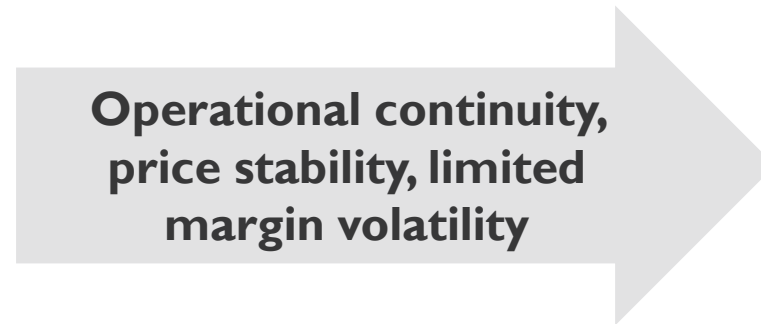 Operational continuity,
price stability, limited
margin volatility